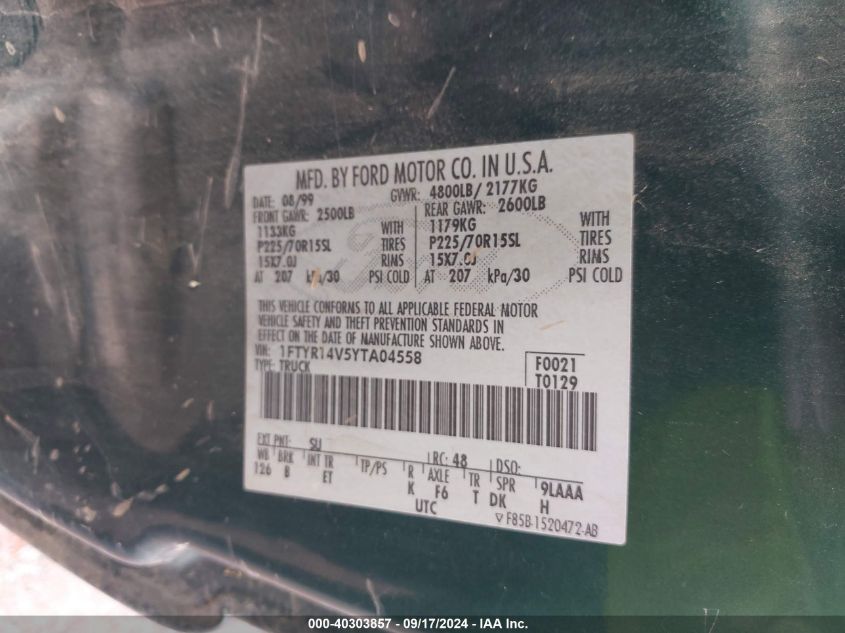 MFD. BY FORD MOTOR CO. IN U.S.A.
DATE: 08/99 GVWR: 4800LB/ 2177KG
FRONT GAWR: 2500LB REAR GAWR: 2600LB
1133KG WITH 1179KG WITH
P225/70R15SL TIRES P225/70R15SL TIRES
15X7.0J RIMS 15X7.0J RIMS
AT 207 kPa/30 PSI COLD AT 207 kPa/30 PSI COLD
THIS VEHICLE CONFORMS TO ALL APPLICABLE FEDERAL MOTOR
VEHICLE SAFETY AND THEFT PREVENTION STANDARDS IN
EFFECT ON THE DATE OF MANUFACTURE SHOWN ABOVE.
VIN: 1FTYR14V5YTA04558
TYPE: TRUCK
F0021
T0129
EXT PNT: SU RC: 48 DSO:
WB BRK INT TR TP/PS R AXLE TR SPR 9LAAA
126 B ET K F6 T DK H
UTC
F85B-1520472-AB
000-40303857 - 09/17/2024 - IAA Inc.